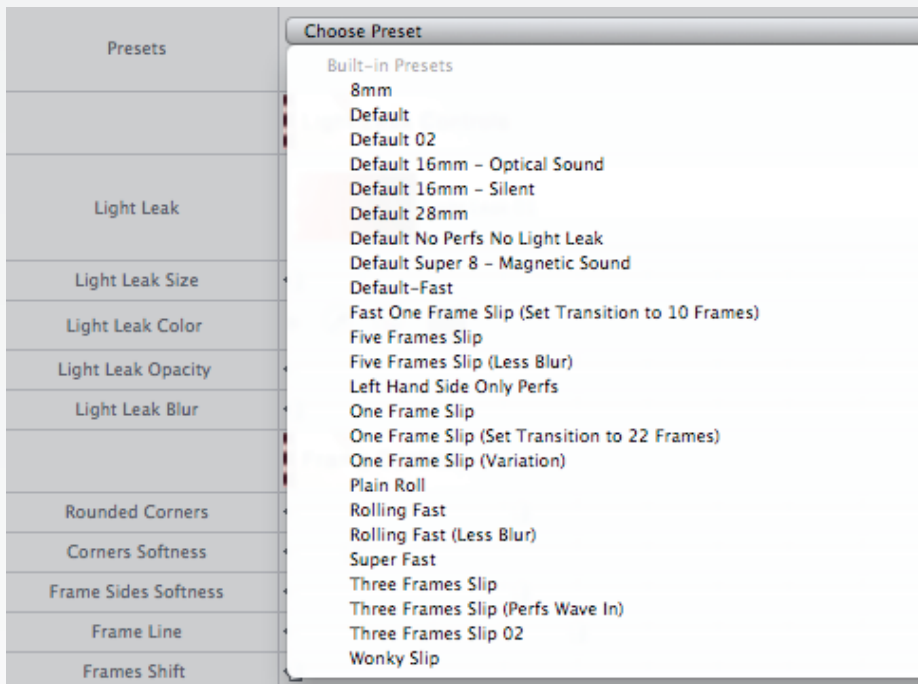 Presets
Choose Preset
Built-in Presets
8mm
Default
Default 02
Default 16mm - Optical Sound
Default 16mm - Silent
Default 28mm
Default No Perfs No Light Leak
Default Super 8 - Magnetic Sound
Default-Fast
Fast One Frame Slip (Set Transition to 10 Frames)
Five Frames Slip
Five Frames Slip (Less Blur)
Left Hand Side Only Perfs
One Frame Slip
One Frame Slip (Set Transition to 22 Frames)
One Frame Slip (Variation)
Plain Roll
Rolling Fast
Rolling Fast (Less Blur)
Super Fast
Three Frames Slip
Three Frames Slip (Perfs Wave In)
Three Frames Slip 02
Wonky Slip
Light Leak
Light Leak Size
Light Leak Color
Light Leak Opacity
Light Leak Blur
Rounded Corners
Corners Softness
Frame Sides Softness
Frame Line
Frames Shift